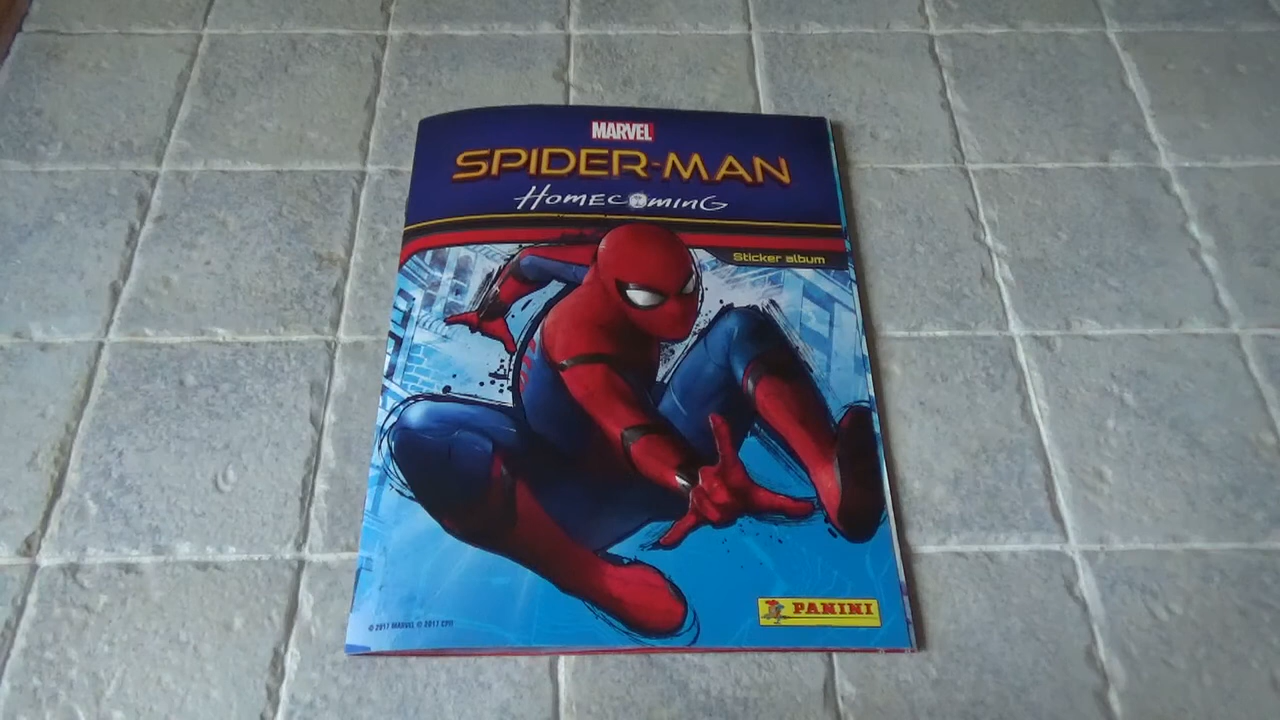 MARVEL
SPIDER-MAN
HOMECOMING
Sticker album
PANINI
© 2017 MARVEL © 2017 CPII